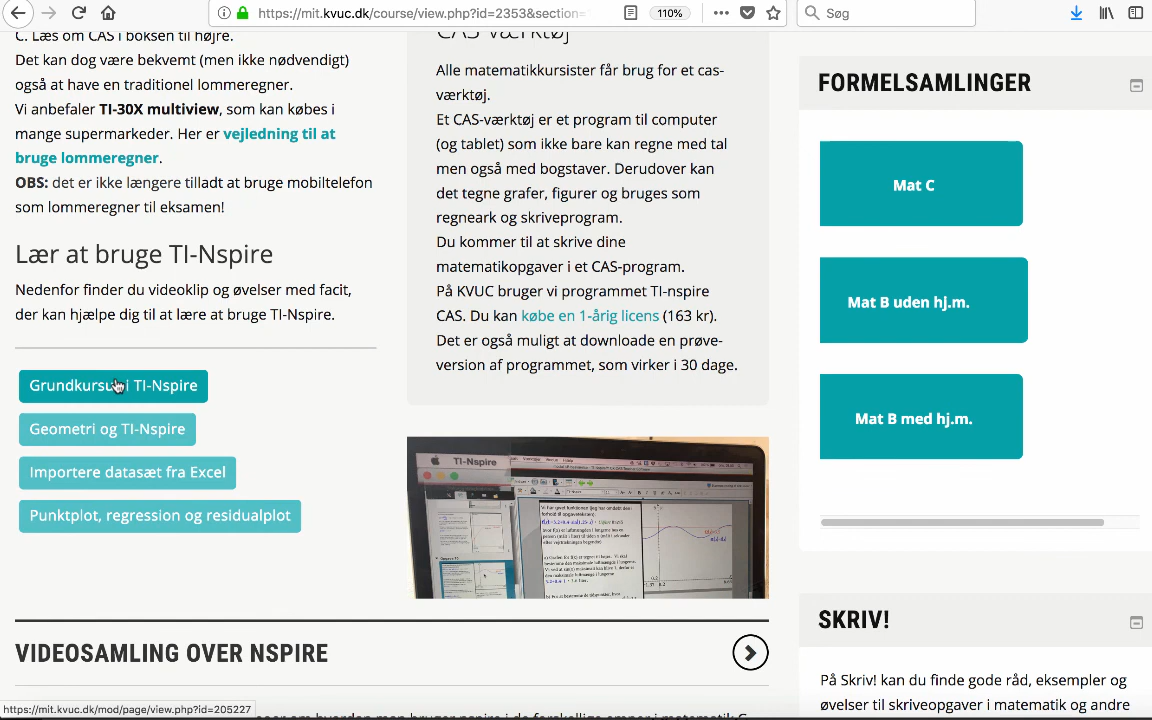 https://mit.kvuc.dk/course/view.php?id=2353&section=
110%
Søg
C. Læs om CAS i boksen til højre.
Det kan dog være bekvemt (men ikke nødvendigt)
også at have en traditionel lommeregner.
Vi anbefaler TI-30X multiview, som kan købes i
mange supermarkeder. Her er vejledning til at
bruge lommeregner.
OBS: det er ikke længere tilladt at bruge mobiltelefon
som lommeregner til eksamen!
Lær at bruge TI-Nspire
Nedenfor finder du videoklip og øvelser med facit,
der kan hjælpe dig til at lære at bruge TI-Nspire.
Grundkursus i TI-Nspire
Geometri og TI-Nspire
Importere datasæt fra Excel
Punktplot, regression og residualplot
CAS-værktøj
Alle matematikkursister får brug for et cas-
værktøj.
Et CAS-værktøj er et program til computer
(og tablet) som ikke bare kan regne med tal
men også med bogstaver. Derudover kan
det tegne grafer, figurer og bruges som
regneark og skriveprogram.
Du kommer til at skrive dine
matematikopgaver i et CAS-program.
På KVUC bruger vi programmet TI-nspire
CAS. Du kan købe en 1-årig licens (163 kr).
Det er også muligt at downloade en prøve-
version af programmet, som virker i 30 dage.
TI-Nspire
VIDEOSAMLING OVER NSPIRE
FORMELSAMLINGER
Mat C
Mat B uden hj.m.
Mat B med hj.m.
SKRIV!
På Skriv! kan du finde gode råd, eksempler og
øvelser til skriveopgaver i matematik og andre
https://mit.kvuc.dk/mod/page/view.php?id=205227